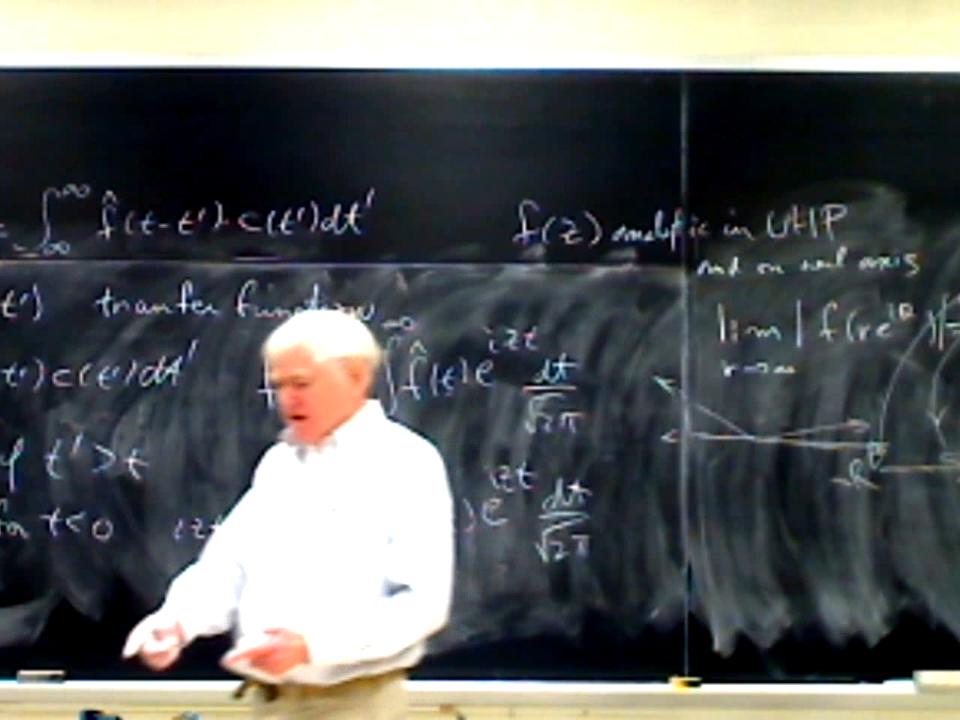 = ∫_{-∞}^{∞} f̂(t-t') c(t')dt'
t') transfer function
t')c(t')dt'
f t' > t
for t<0 izt
∞
∫ f̂(t)e^{izt} dt/√2π
)e^{izt} dt/√2π
f(z) analytic in UHP
and on real axis
lim | f(re^{iθ})|
r→∞
-R